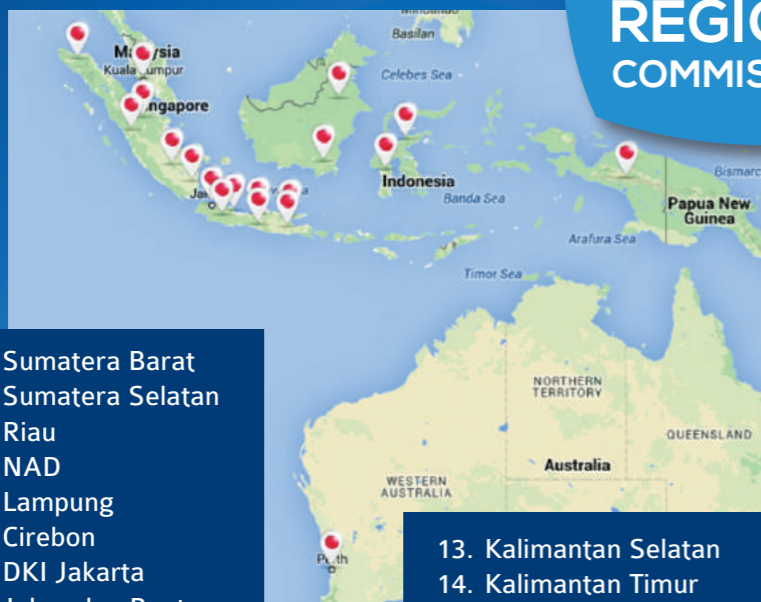 REGIO
COMMIS
Basilan
Celebes Sea
Kuala
Indonesia
Banda Sea
Papua New
Guinea
Arafura Sea
Timor Sea
NORTHERN
TERRITORY
QUEENSLAND
Australia
WESTERN
AUSTRALIA
Sumatera Barat
Sumatera Selatan
Riau
NAD
Lampung
Cirebon
DKI Jakarta
13. Kalimantan Selatan
14. Kalimantan Timur